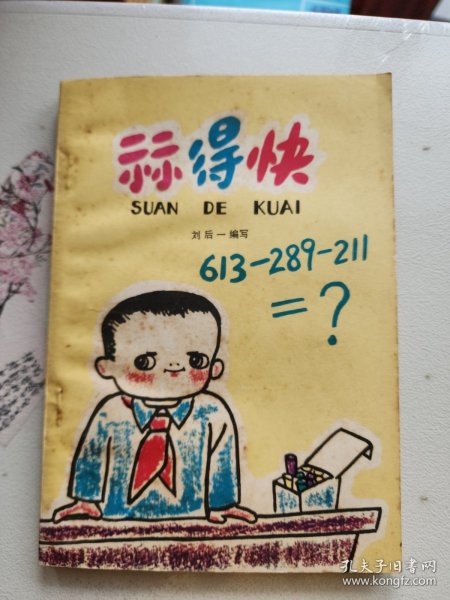 祘得快
SUAN DE KUAI
刘后一编写
613-289-211
=?
孔夫子旧书网
www.kongfz.com